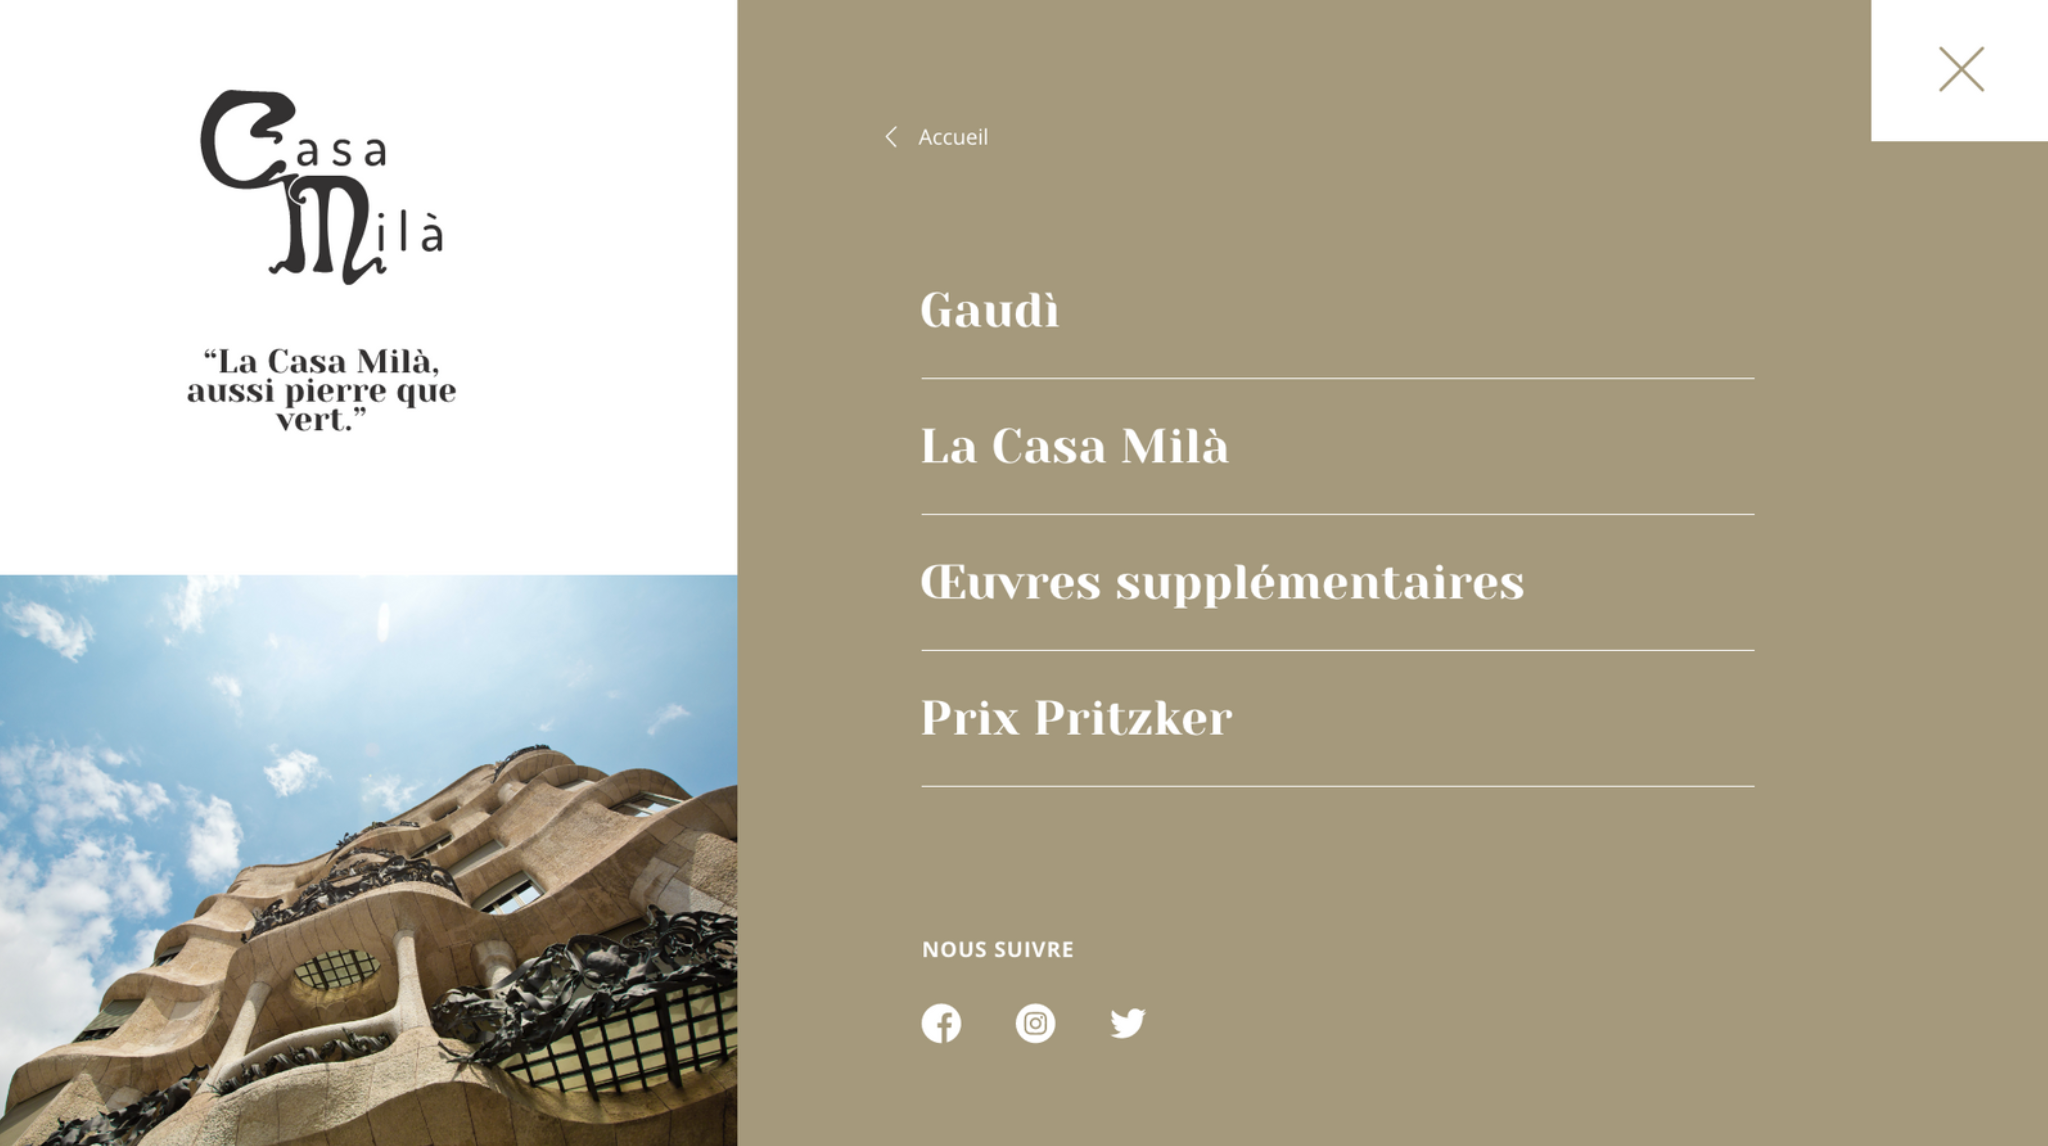 Casa
Milà
“La Casa Milà,
aussi pierre que
vert.”
Accueil
Gaudì
La Casa Milà
Œuvres supplémentaires
Prix Pritzker
NOUS SUIVRE